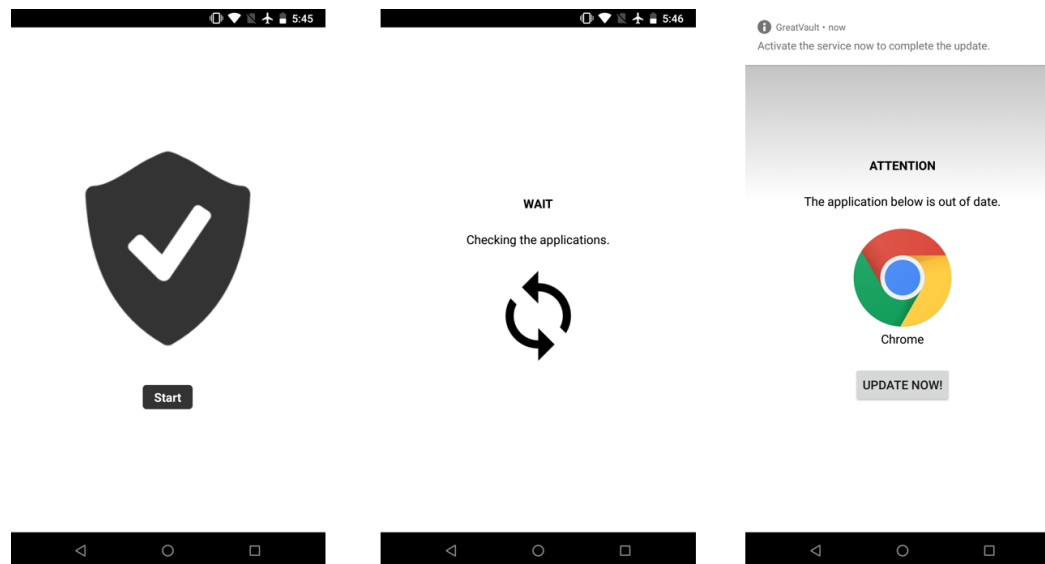 5:45
Start
5:46
WAIT
Checking the applications.
GreatVault • now
Activate the service now to complete the update.
ATTENTION
The application below is out of date.
Chrome
UPDATE NOW!